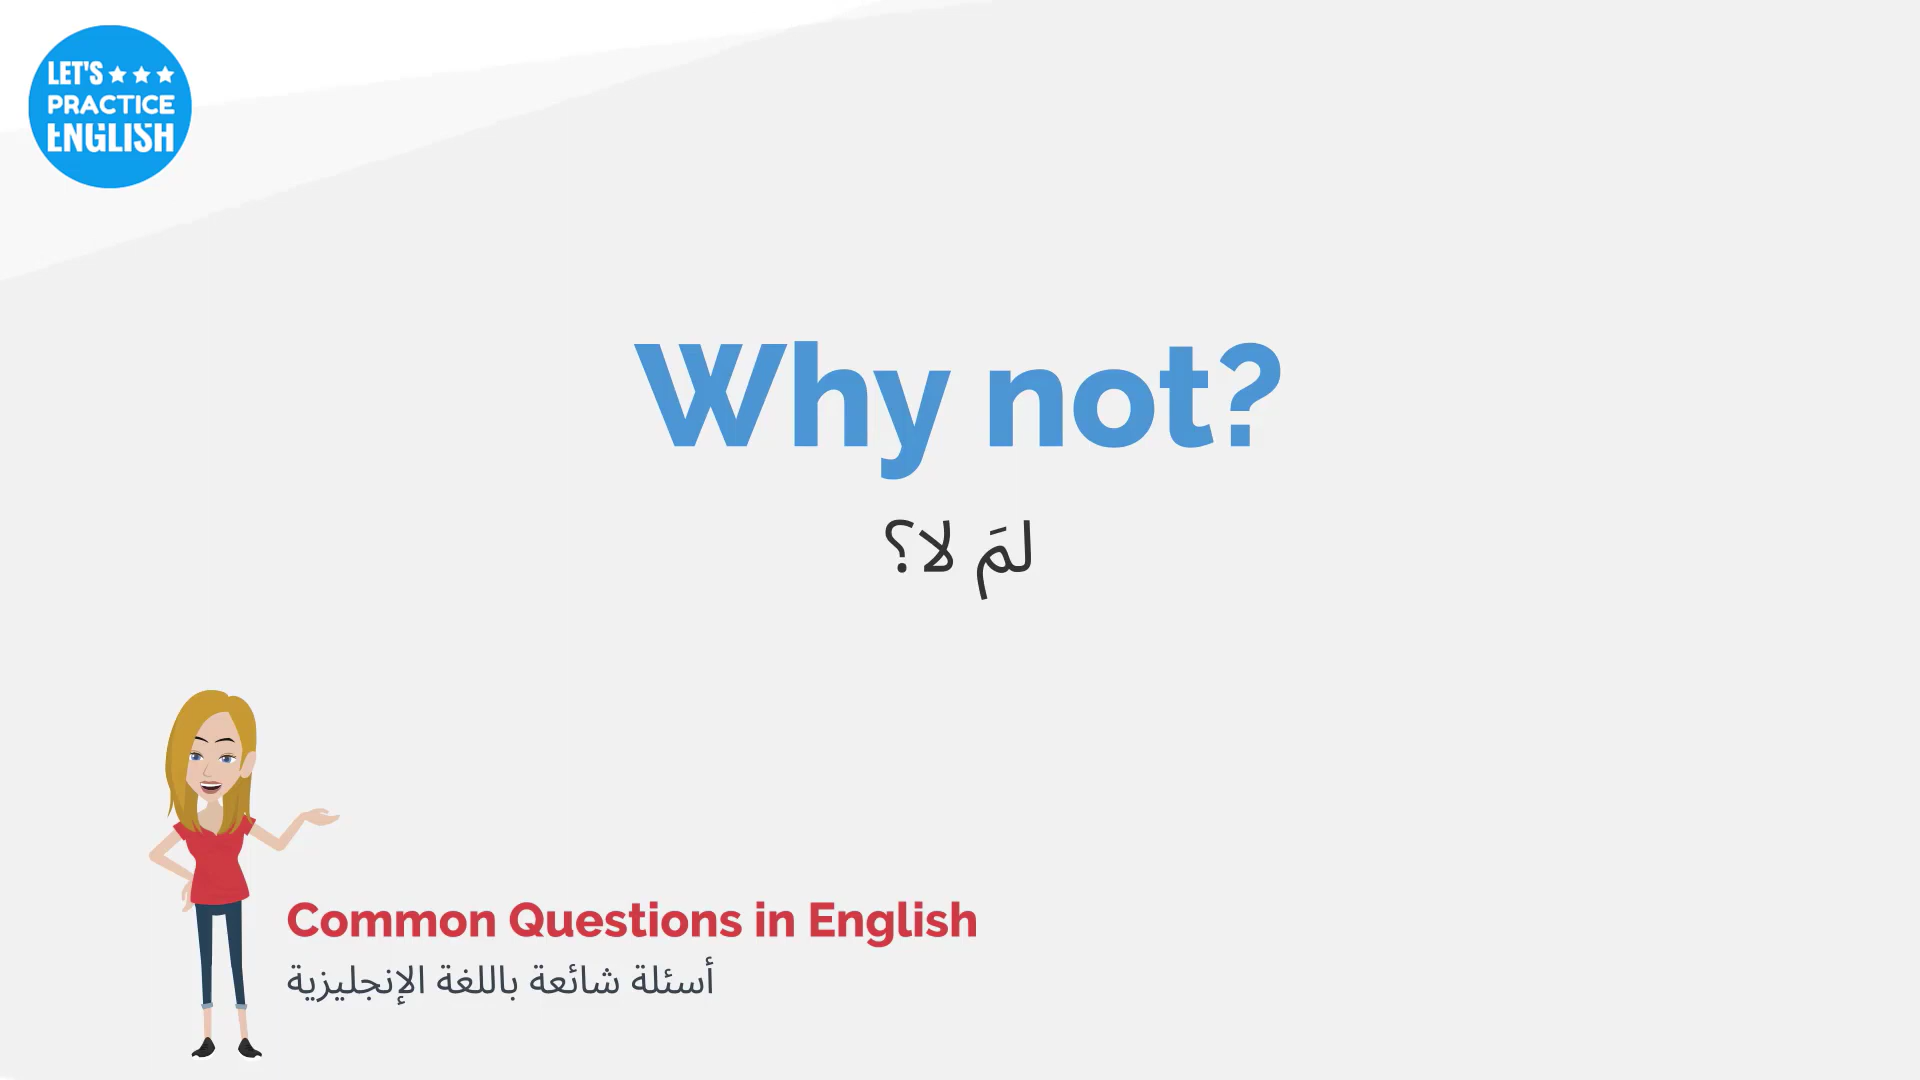 LET'S
PRACTICE
ENGLISH
Why not?
لمَ لا؟
Common Questions in English
أسئلة شائعة باللغة الإنجليزية